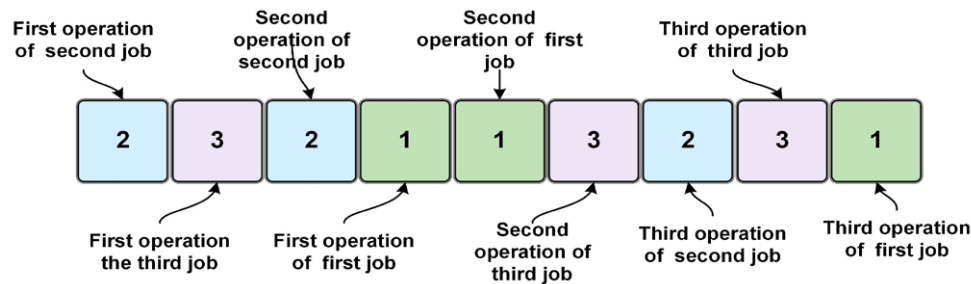 First operation
of second job
Second
operation of
second job
Second
operation of first
job
Third operation
of third job
2 3 2 1 1 3 2 3 1
First operation
the third job
First operation
of first job
Second
operation of
third job
Third operation
of second job
Third operation
of first job